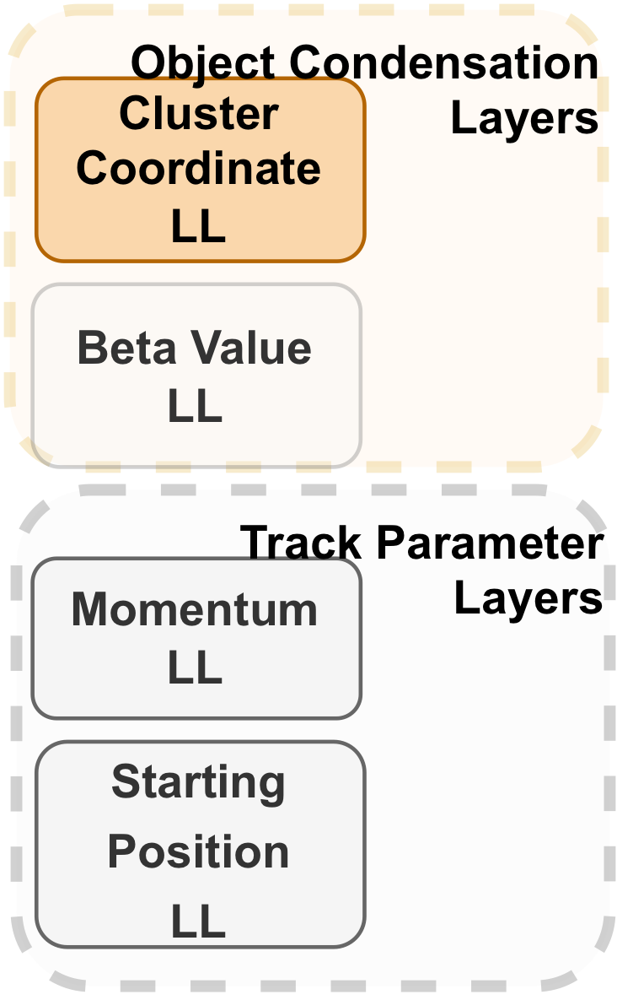 Object Condensation
Layers
Cluster
Coordinate
LL
Beta Value
LL
Track Parameter
Layers
Momentum
LL
Starting
Position
LL